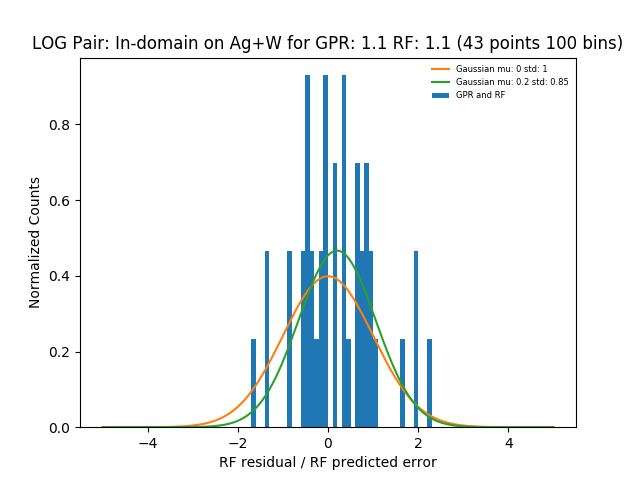 LOG Pair: In-domain on Ag+W for GPR: 1.1 RF: 1.1 (43 points 100 bins)
Gaussian mu: 0 std: 1
Gaussian mu: 0.2 std: 0.85
GPR and RF
Normalized Counts
0.8
0.6
0.4
0.2
0.0
−4 −2 0 2 4
RF residual / RF predicted error